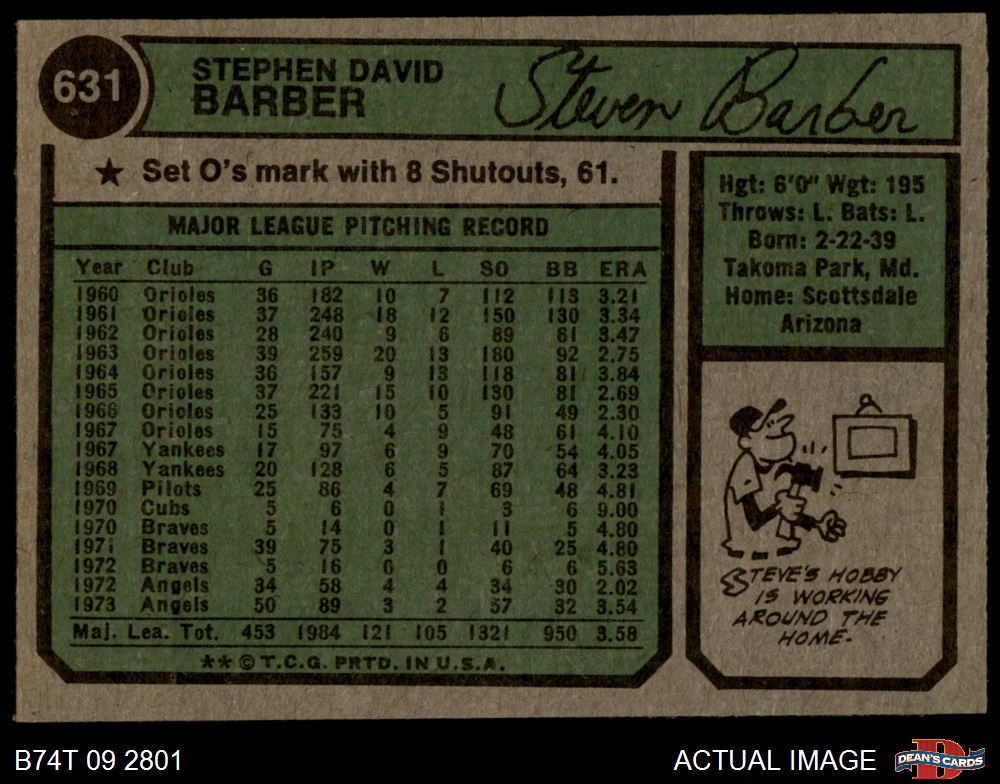 631
STEPHEN DAVID
BARBER
Steven Barber
★ Set O's mark with 8 Shutouts, 61.
MAJOR LEAGUE PITCHING RECORD
Year Club G IP W L SO BB ERA
1960 Orioles 36 182 10 7 112 113 3.21
1961 Orioles 37 248 18 12 150 130 3.34
1962 Orioles 28 240 9 6 89 61 3.47
1963 Orioles 39 259 20 13 180 92 2.75
1964 Orioles 36 157 9 13 118 81 3.84
1965 Orioles 37 221 15 10 130 81 2.69
1966 Orioles 25 133 10 5 91 49 2.30
1967 Orioles 15 75 4 9 48 61 4.10
1967 Yankees 17 97 6 9 70 54 4.05
1968 Yankees 20 128 6 5 87 64 3.23
1969 Pilots 25 86 4 7 69 48 4.81
1970 Cubs 5 6 0 1 3 6 9.00
1970 Braves 5 14 0 1 11 5 4.80
1971 Braves 39 75 3 1 40 25 4.80
1972 Braves 5 16 0 0 6 6 5.63
1972 Angels 34 58 4 4 34 30 2.02
1973 Angels 50 89 3 2 57 32 3.54
Maj. Lea. Tot. 453 1984 121 105 1321 950 3.58
**© T.C.G. PRTD. IN U.S.A.
Hgt: 6'0" Wgt: 195
Throws: L. Bats: L.
Born: 2-22-39
Takoma Park, Md.
Home: Scottsdale
Arizona
STEVE'S HOBBY
IS WORKING
AROUND THE
HOME.
B74T 09 2801
ACTUAL IMAGE
DEAN'S CARDS